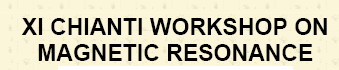 XI CHIANTI WORKSHOP ON
MAGNETIC RESONANCE